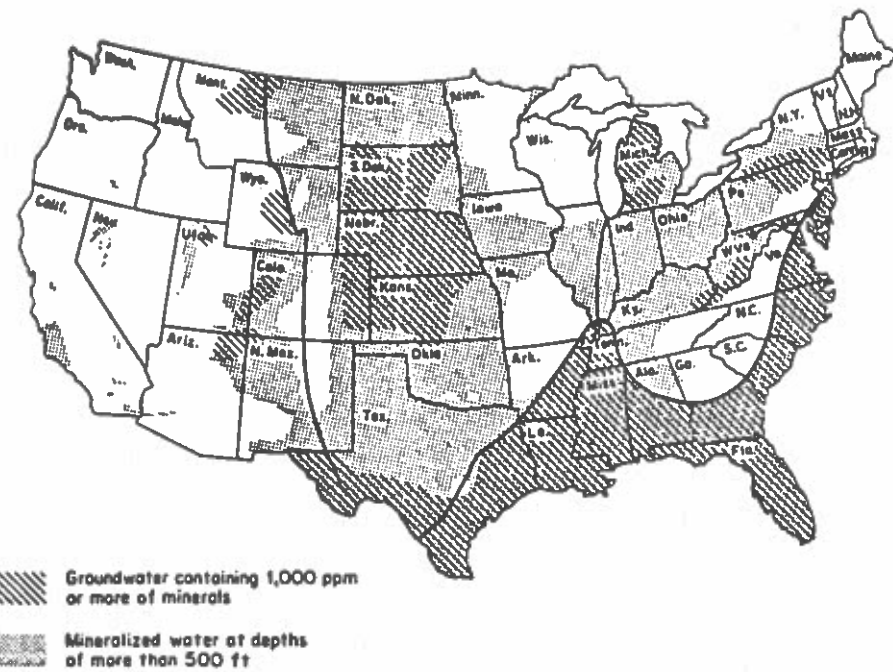 Maine
Mont.
N. Dak.
Minn.
Vt.
N.H.
Ore.
N.Y.
Mass.
Wis.
Mich.
S. Dak.
Wyo.
Calif.
Nev.
Iowa
Pa.
Nebr.
Utah
Ind.
Ohio
W Va.
Va.
Colo.
Mo.
Kans.
Ky.
N.C.
Ariz.
N. Mex.
Okla.
Ark.
Tenn.
S.C.
Ala.
Ga.
Miss.
Tex.
La.
Fla.
Groundwater containing 1,000 ppm
or more of minerals
Mineralized water at depths
of more than 500 ft